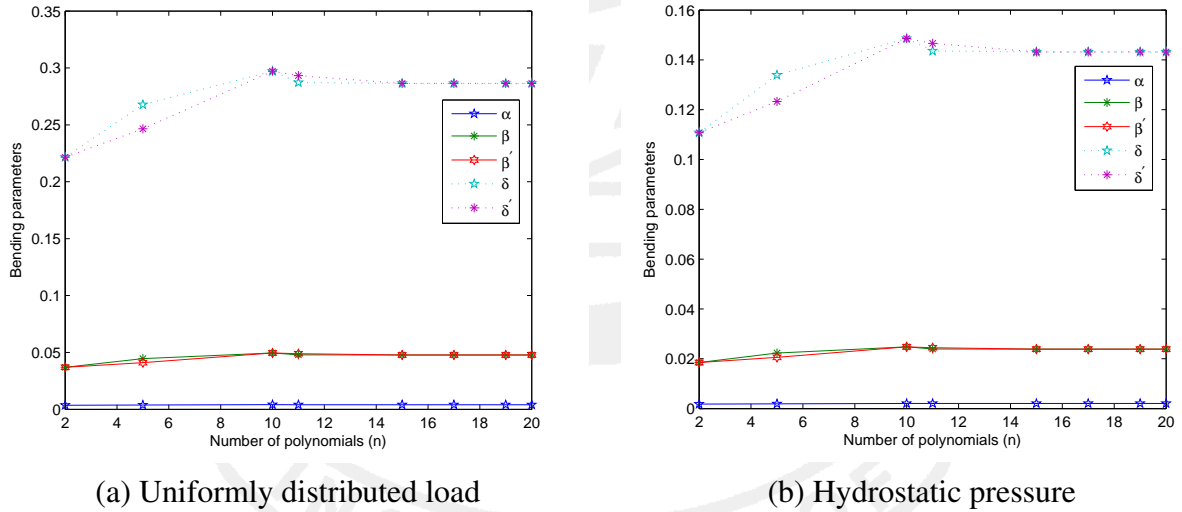 0.35
0.3
0.25
0.2
0.15
0.1
0.05
0
2 4 6 8 10 12 14 16 18 20
Bending parameters
Number of polynomials (n)
α
β
β′
δ
δ′
(a) Uniformly distributed load
0.16
0.14
0.12
0.1
0.08
0.06
0.04
0.02
0
2 4 6 8 10 12 14 16 18 20
Bending parameters
Number of polynomials (n)
α
β
β′
δ
δ′
(b) Hydrostatic pressure